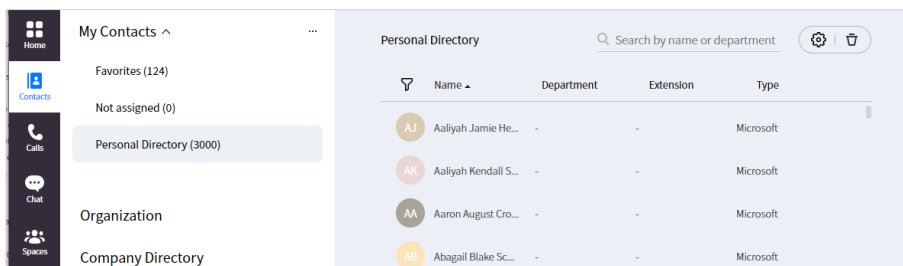 Home
Contacts
Calls
Chat
Spaces
My Contacts
...
Favorites (124)
Not assigned (0)
Personal Directory (3000)
Organization
Company Directory
Personal Directory
Search by name or department
Name Department Extension Type
AJ Aaliyah Jamie He... - - Microsoft
AK Aaliyah Kendall S... - - Microsoft
AA Aaron August Cro... - - Microsoft
AB Abagail Blake Sc... - - Microsoft